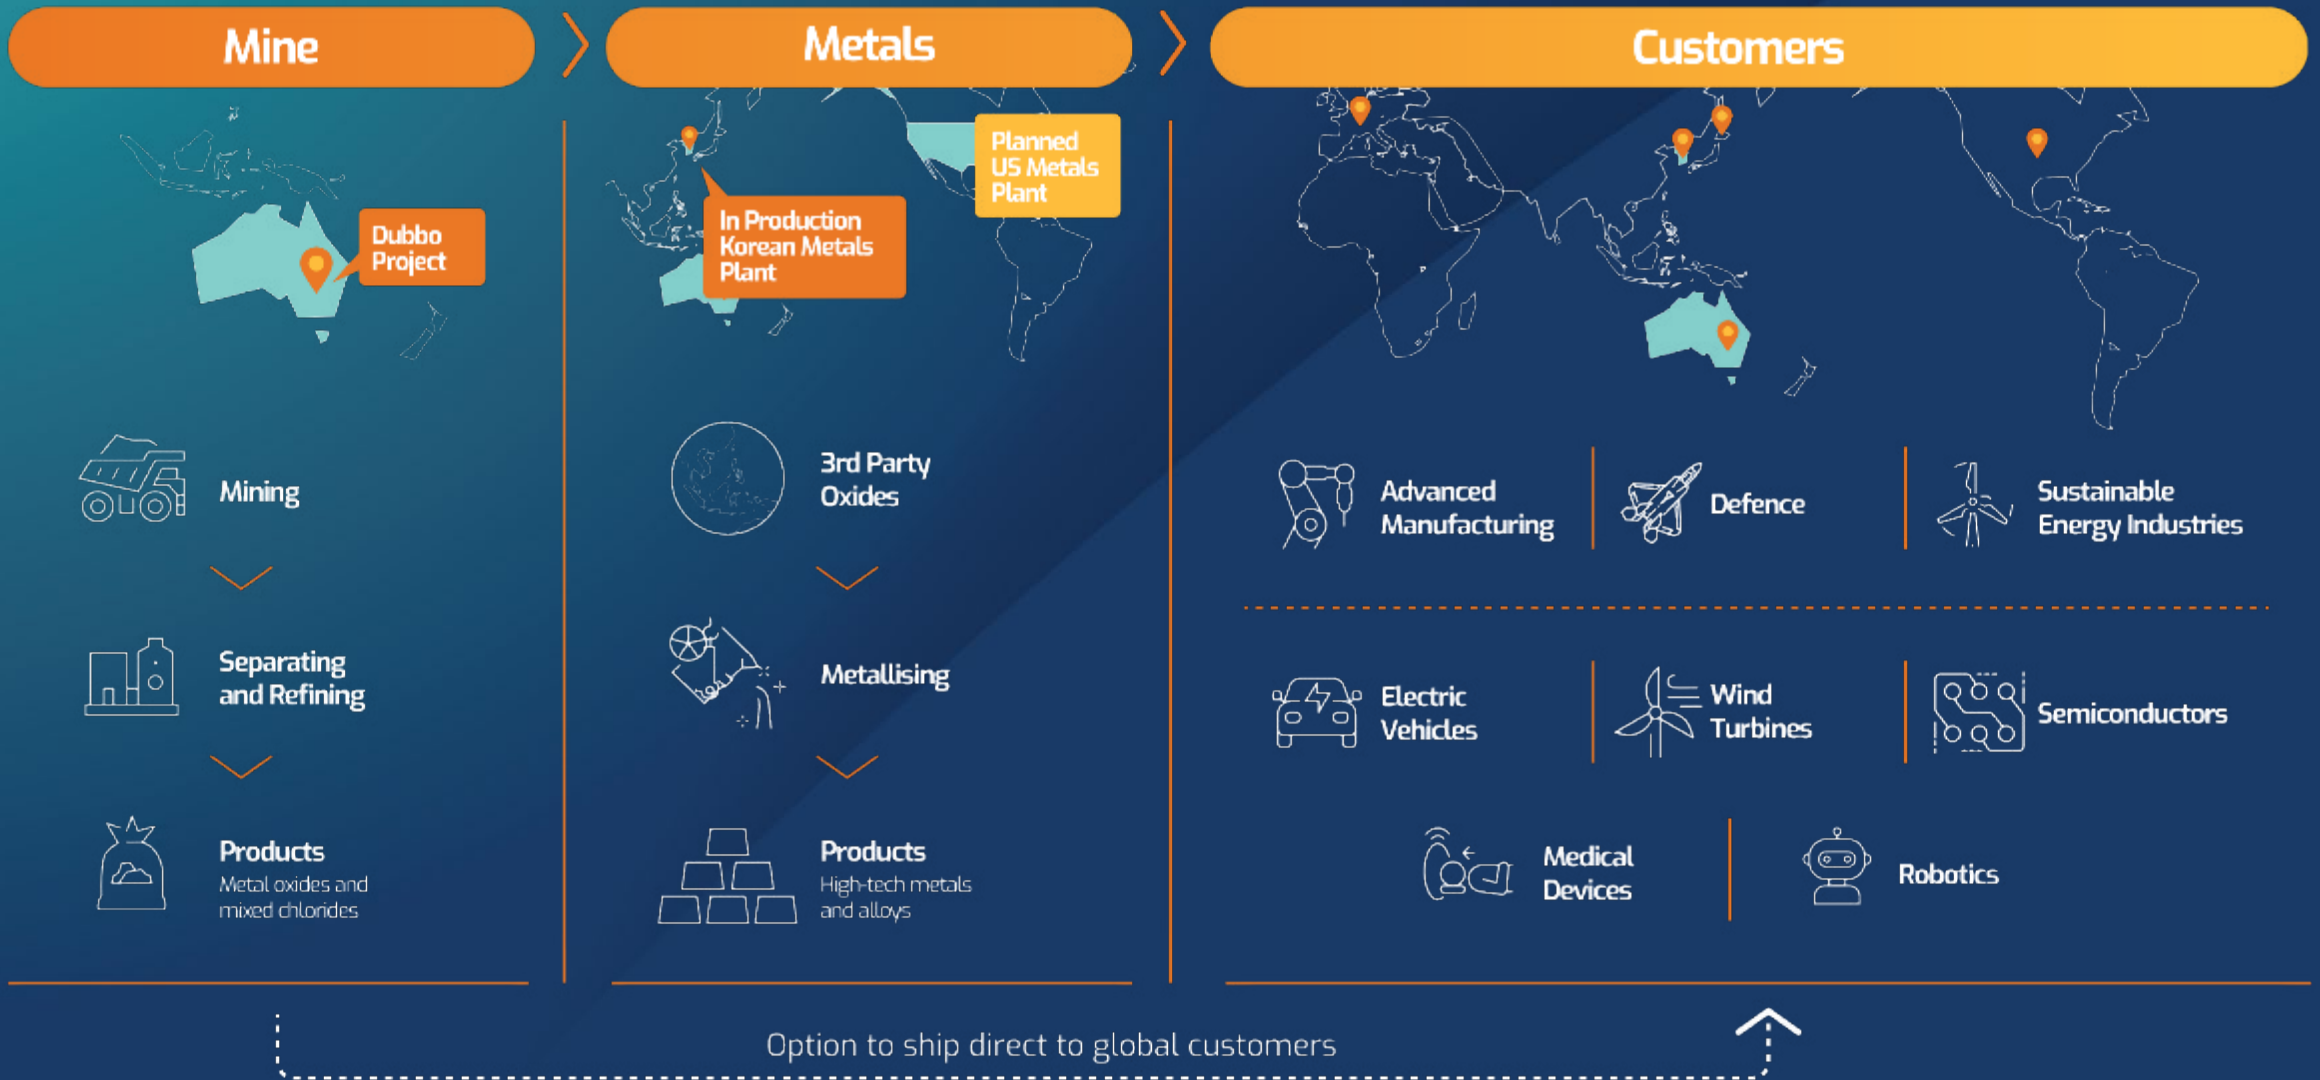 Mine
Metals
Customers
Dubbo
Project
In Production
Korean Metals
Plant
Planned
US Metals
Plant
Mining
Separating
and Refining
Products
Metal oxides and
mixed chlorides
3rd Party
Oxides
Metallising
Products
High-tech metals
and alloys
Advanced
Manufacturing
Defence
Sustainable
Energy Industries
Electric
Vehicles
Wind
Turbines
Semiconductors
Medical
Devices
Robotics
Option to ship direct to global customers